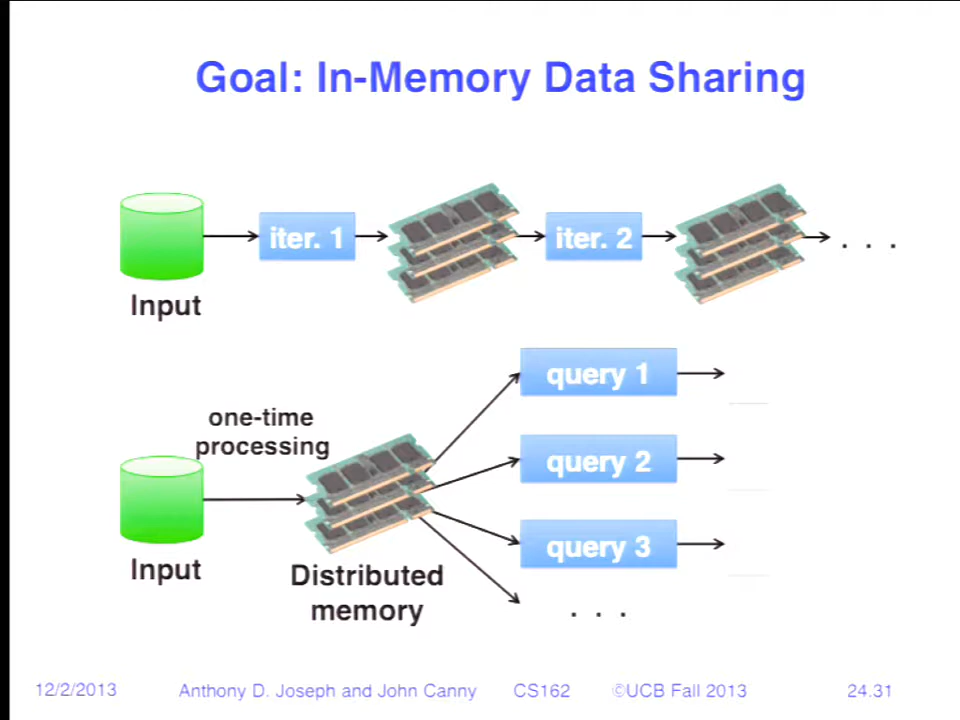 Goal: In-Memory Data Sharing
iter. 1
iter. 2
. . .
Input
query 1
one-time
processing
query 2
query 3
Input
Distributed
memory
. . .
12/2/2013
Anthony D. Joseph and John Canny
CS162
©UCB Fall 2013
24.31